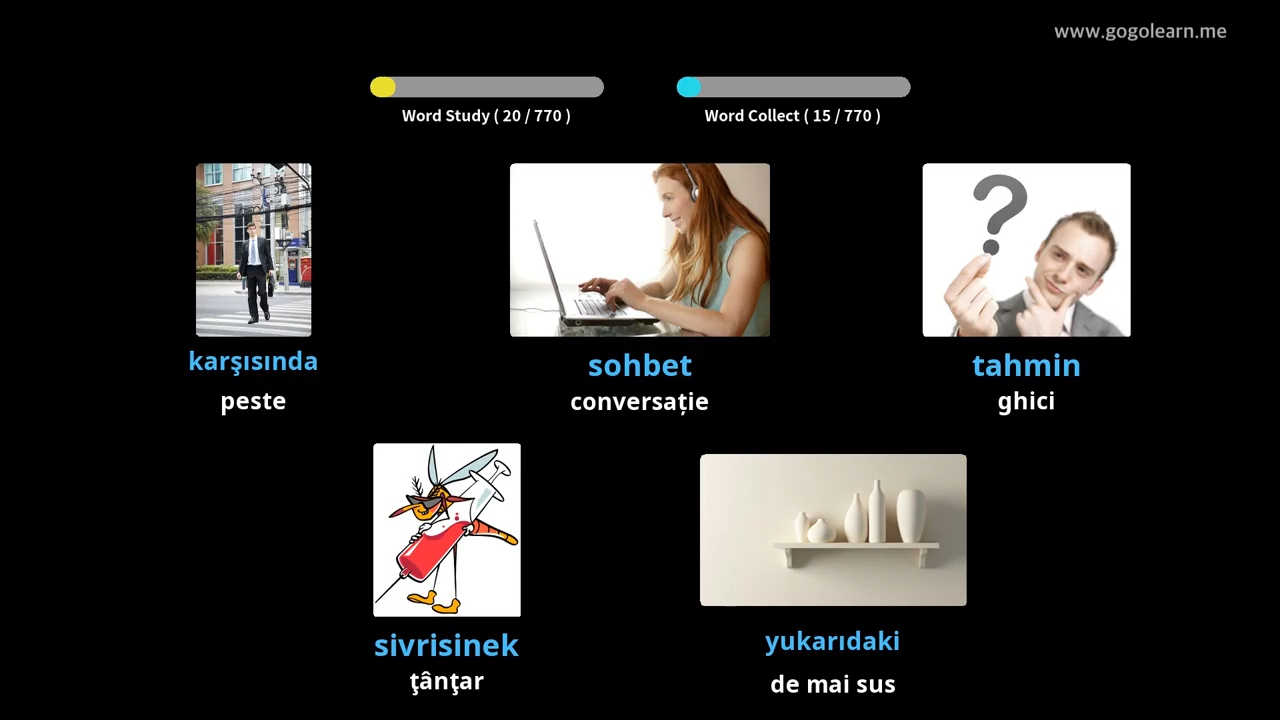 www.gogolearn.me
Word Study ( 20 / 770 )
Word Collect ( 15 / 770 )
karşısında
peste
sohbet
conversație
tahmin
ghici
sivrisinek
ţânţar
yukarıdaki
de mai sus